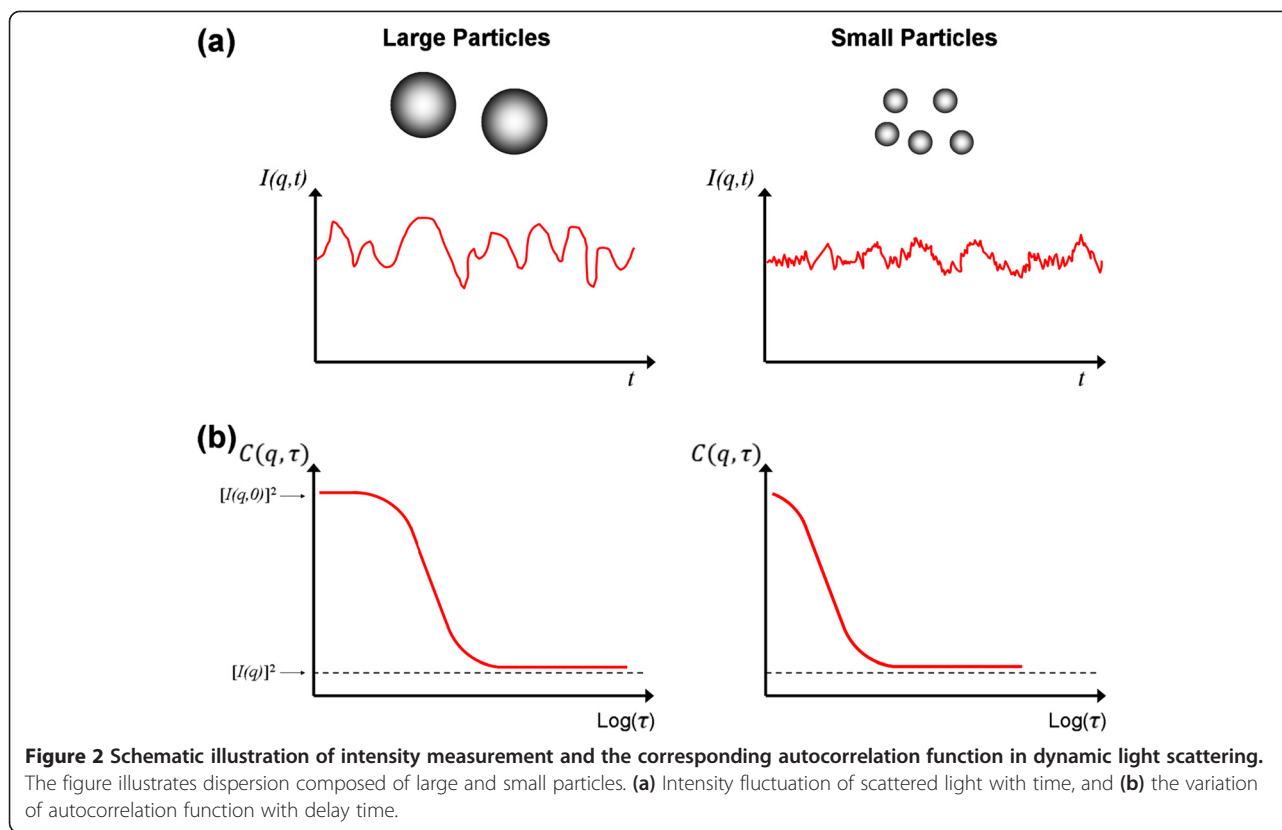 (a)
Large Particles
Small Particles
I(q,t)
I(q,t)
t
t
(b)
C(q,τ)
C(q,τ)
[I(q,0)]²
[I(q)]²
Log(τ)
Log(τ)
Figure 2 Schematic illustration of intensity measurement and the corresponding autocorrelation function in dynamic light scattering.
The figure illustrates dispersion composed of large and small particles. (a) Intensity fluctuation of scattered light with time, and (b) the variation
of autocorrelation function with delay time.